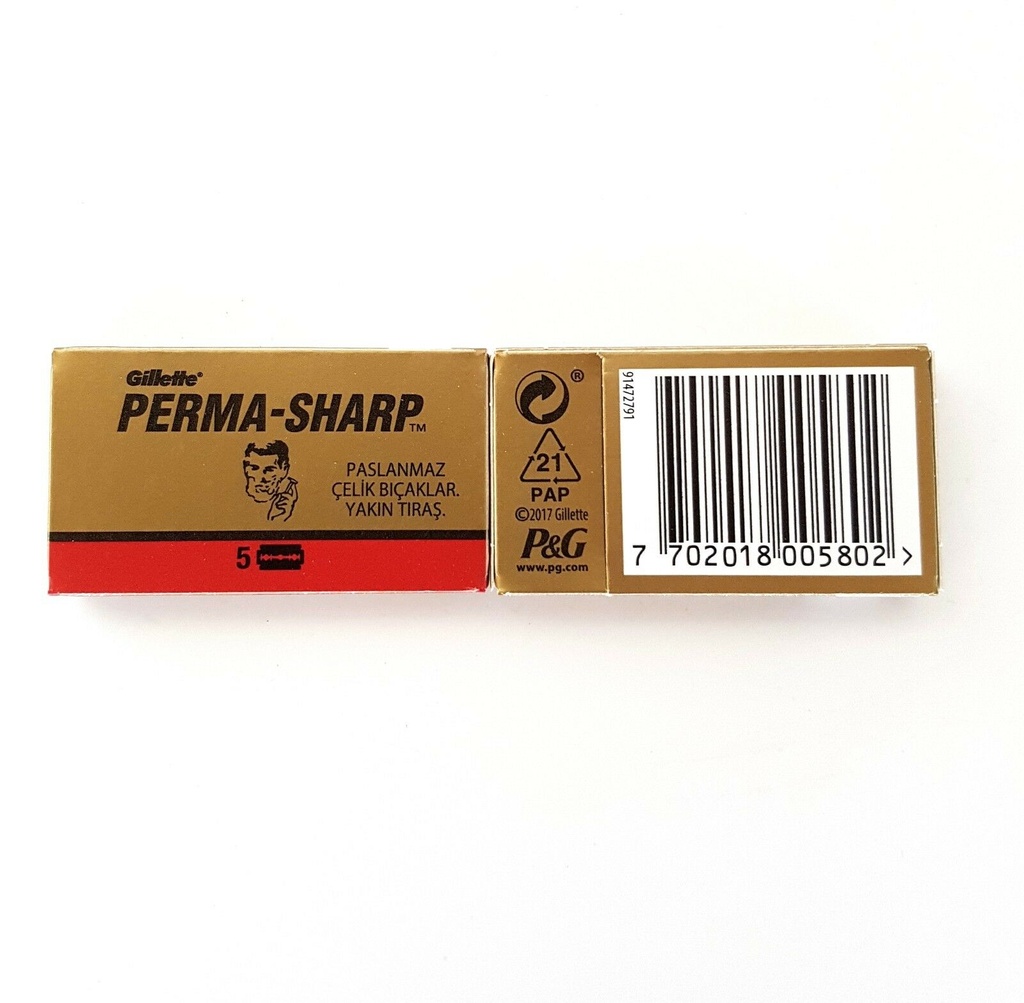 Gillette®
PERMA-SHARP™
PASLANMAZ
ÇELİK BIÇAKLAR.
YAKIN TIRAŞ.
5
®
21
PAP
©2017 Gillette
P&G
www.pg.com
91472791
7 702018 005802 >